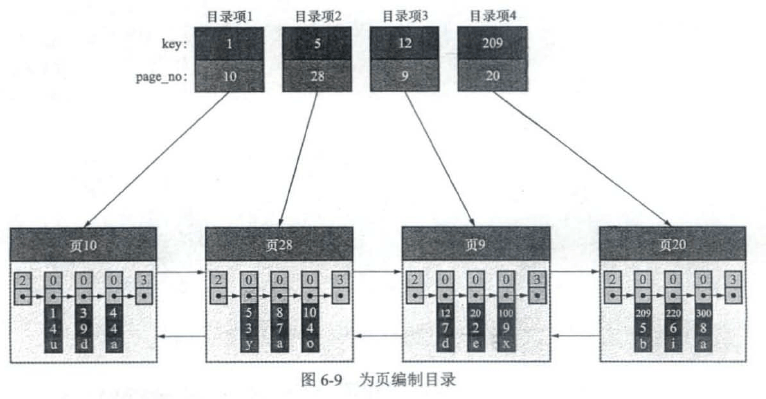 目录项1 目录项2 目录项3 目录项4
key: 1 5 12 209
page_no: 10 28 9 20
页10 页28 页9 页20
2 0 0 0 3 2 0 0 0 3 2 0 0 0 3 2 0 0 0 3
1 3 4 5 8 10 12 20 100 209 220 300
4 9 4 3 7 4 7 2 9 5 6 8
u d a y a o d e x b i a
图 6-9 为页编制目录